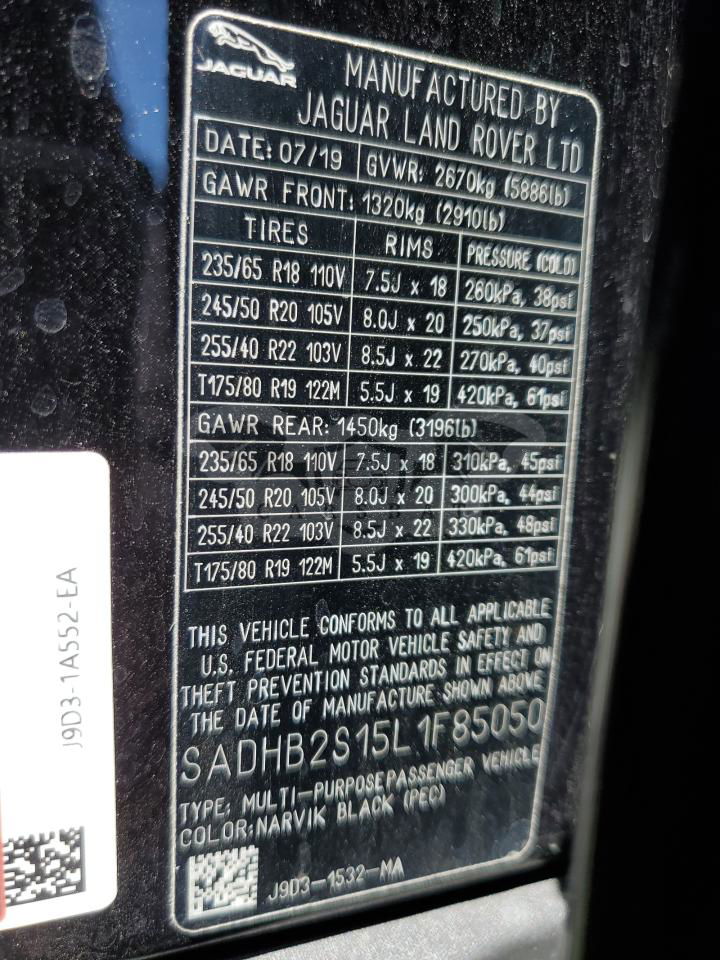 JAGUAR
MANUFACTURED BY
JAGUAR LAND ROVER LTD
DATE: 07/19 GVWR: 2670kg (5886lb)
GAWR FRONT: 1320kg (2910lb)
TIRES RIMS PRESSURE (COLD)
235/65 R18 110V 7.5J x 18 260kPa, 38psi
245/50 R20 105V 8.0J x 20 250kPa, 37psi
255/40 R22 103V 8.5J x 22 270kPa, 40psi
T175/80 R19 122M 5.5J x 19 420kPa, 61psi
GAWR REAR: 1450kg (3196lb)
235/65 R18 110V 7.5J x 18 310kPa, 45psi
245/50 R20 105V 8.0J x 20 300kPa, 44psi
255/40 R22 103V 8.5J x 22 330kPa, 48psi
T175/80 R19 122M 5.5J x 19 420kPa, 61psi
THIS VEHICLE CONFORMS TO ALL APPLICABLE
U.S. FEDERAL MOTOR VEHICLE SAFETY AND
THEFT PREVENTION STANDARDS IN EFFECT ON
THE DATE OF MANUFACTURE SHOWN ABOVE
SADHB2S15L1F85050
TYPE: MULTI-PURPOSE PASSENGER VEHICLE
COLOR: NARVIK BLACK (PEC)
J9D3-1532-MA
J9D3-1A552-EA